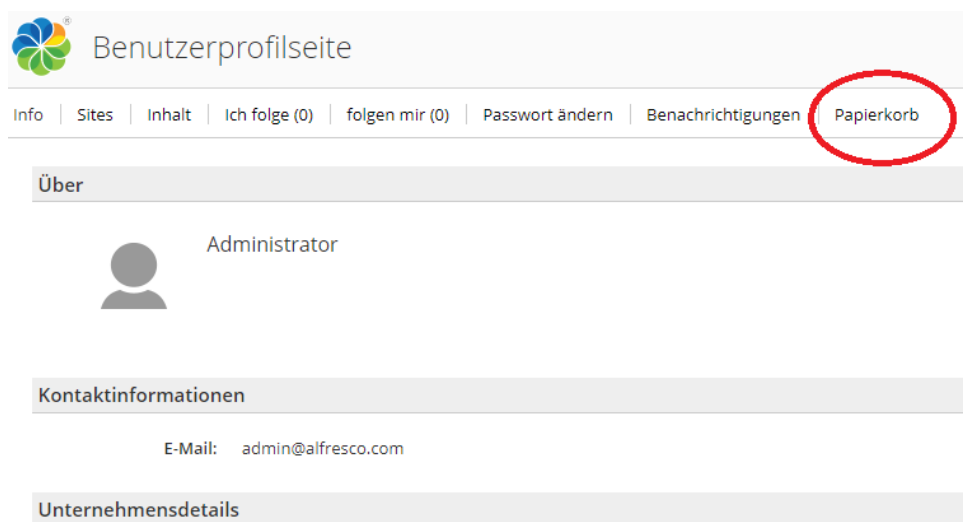 Benutzerprofilseite
Info Sites Inhalt Ich folge (0) folgen mir (0) Passwort ändern Benachrichtigungen Papierkorb
Über
Administrator
Kontaktinformationen
E-Mail: admin@alfresco.com
Unternehmensdetails